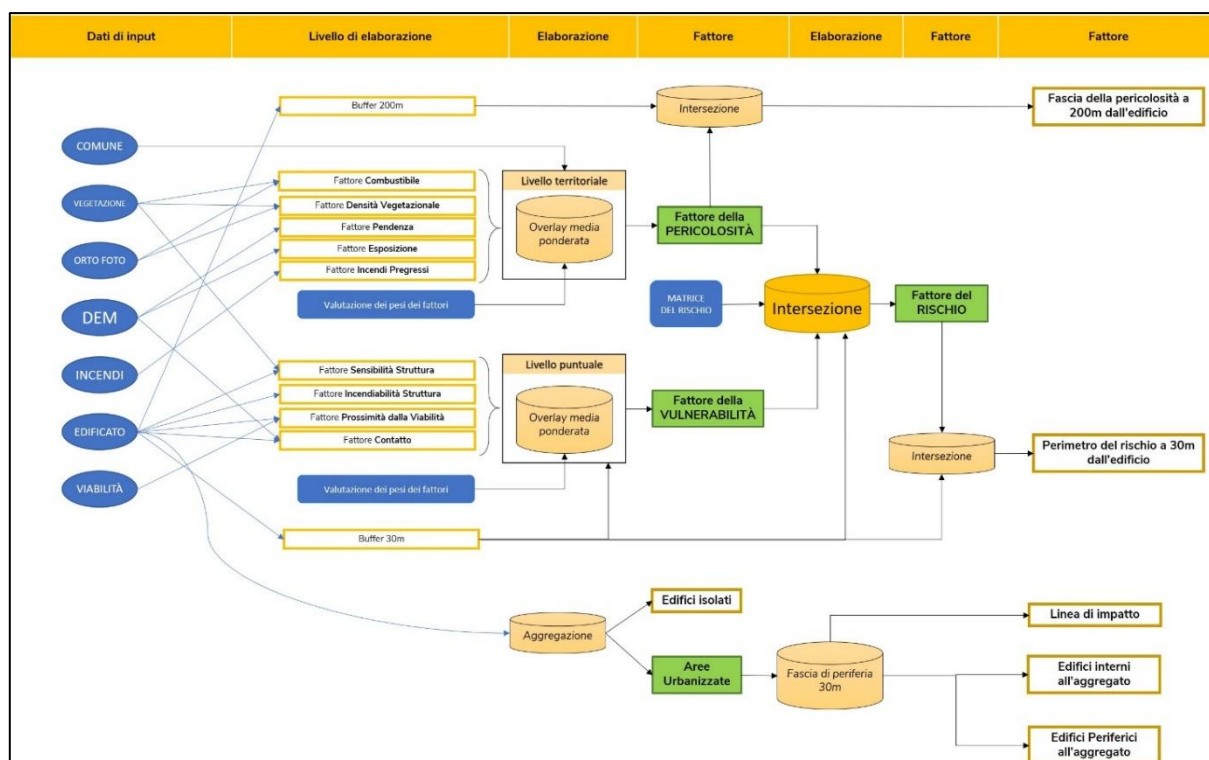 Dati di input
Livello di elaborazione
Elaborazione
Fattore
Elaborazione
Fattore
Fattore
Buffer 200m
Intersezione
Fascia della pericolosità a
200m dall'edificio
COMUNE
VEGETAZIONE
ORTO FOTO
DEM
INCENDI
EDIFICATO
VIABILITÀ
Fattore Combustibile
Fattore Densità Vegetazionale
Fattore Pendenza
Fattore Esposizione
Fattore Incendi Pregressi
Valutazione dei pesi dei fattori
Livello territoriale
Overlay media
ponderata
Fattore della
PERICOLOSITÀ
MATRICE
DEL RISCHIO
Intersezione
Fattore del
RISCHIO
Fattore Sensibilità Struttura
Fattore Incendiabilità Struttura
Fattore Prossimità dalla Viabilità
Fattore Contatto
Valutazione dei pesi dei fattori
Livello puntuale
Overlay media
ponderata
Fattore della
VULNERABILITÀ
Intersezione
Perimetro del rischio a 30m
dall'edificio
Buffer 30m
Aggregazione
Edifici isolati
Aree
Urbanizzate
Fascia di periferia
30m
Linea di impatto
Edifici interni
all'aggregato
Edifici Periferici
all'aggregato